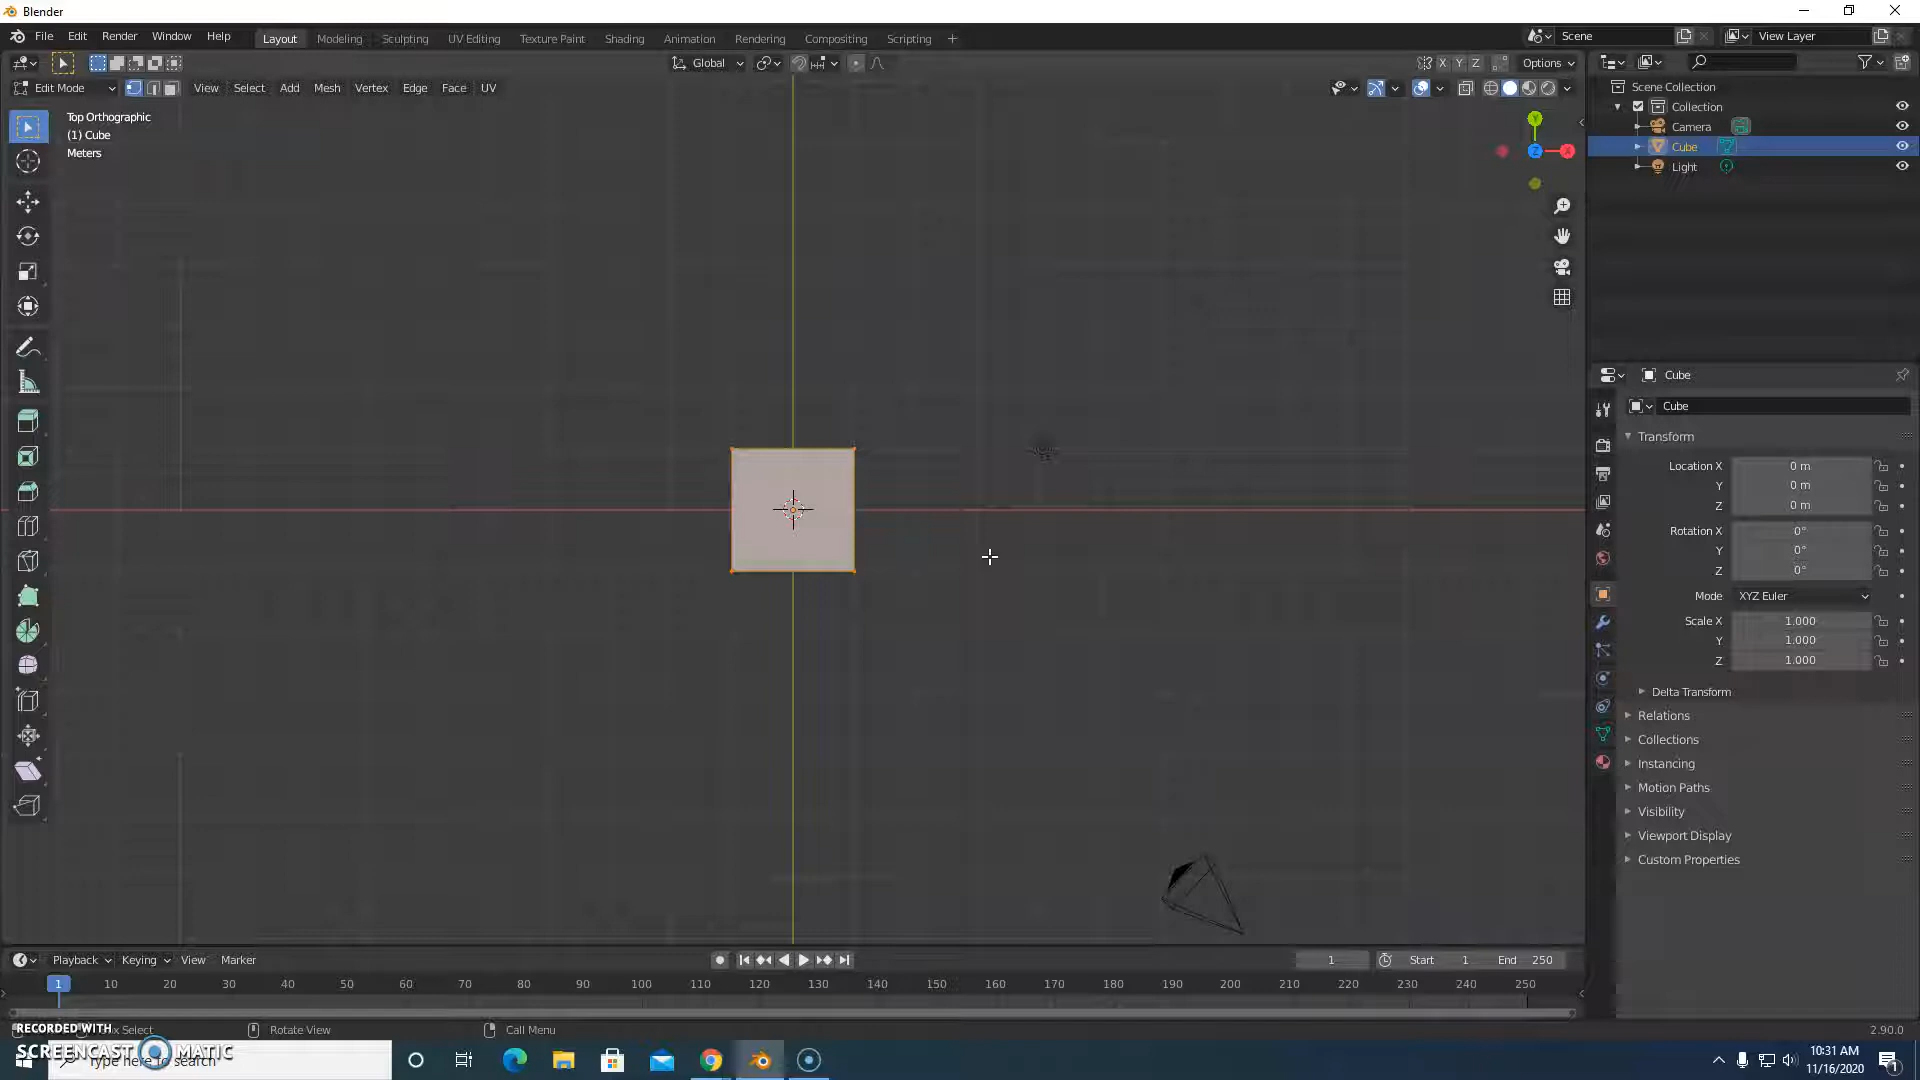 Blender
File Edit Render Window Help Layout Modeling Sculpting UV Editing Texture Paint Shading Animation Rendering Compositing Scripting + Scene View Layer
Global X Y Z Options
Edit Mode View Select Add Mesh Vertex Edge Face UV
Top Orthographic
(1) Cube
Meters
Y
Z X
Scene Collection
Collection
Camera
Cube
Light
Cube
Cube
Transform
Location X 0 m
Y 0 m
Z 0 m
Rotation X 0°
Y 0°
Z 0°
Mode XYZ Euler
Scale X 1.000
Y 1.000
Z 1.000
Delta Transform
Relations
Collections
Instancing
Motion Paths
Visibility
Viewport Display
Custom Properties
Playback Keying View Marker 1 Start 1 End 250
1 10 20 30 40 50 60 70 80 90 100 110 120 130 140 150 160 170 180 190 200 210 220 230 240 250
RECORDED WITH
Select Rotate View Call Menu 2.90.0
SCREENCAST MATIC
Type here to search
10:31 AM
11/16/2020
1